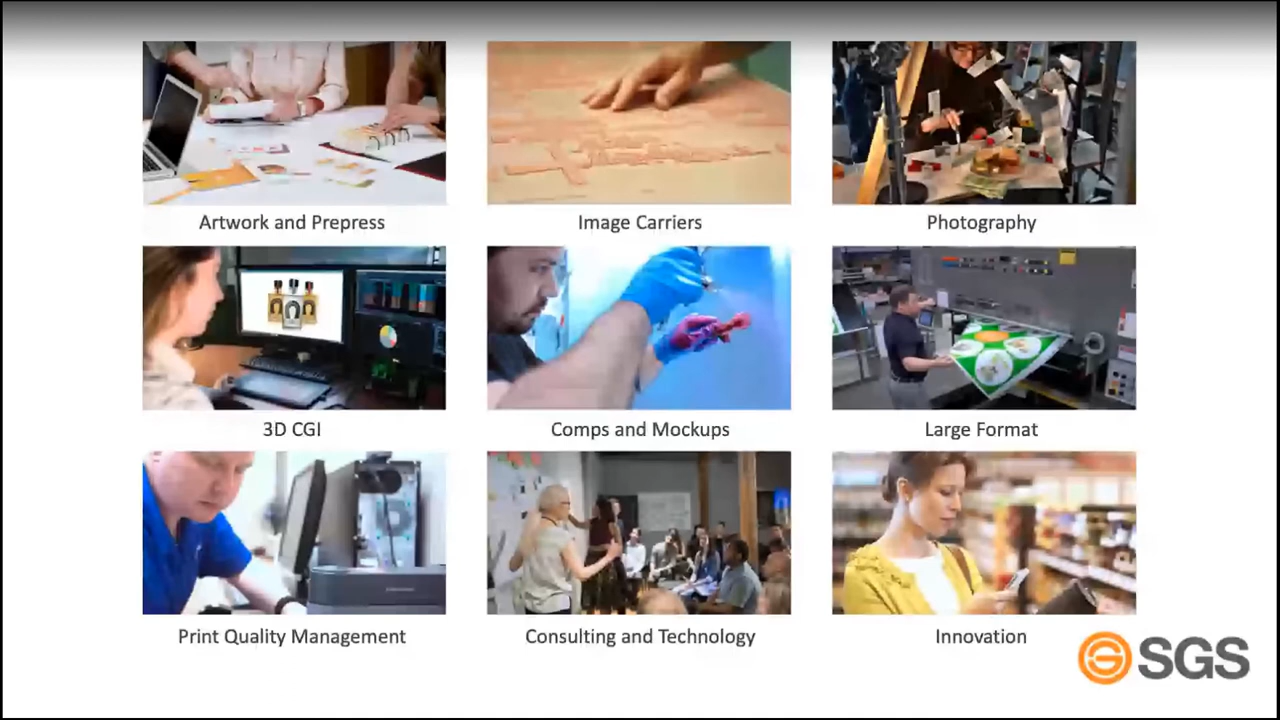 Artwork and Prepress
Image Carriers
Photography
3D CGI
Comps and Mockups
Large Format
Print Quality Management
Consulting and Technology
Innovation
SGS